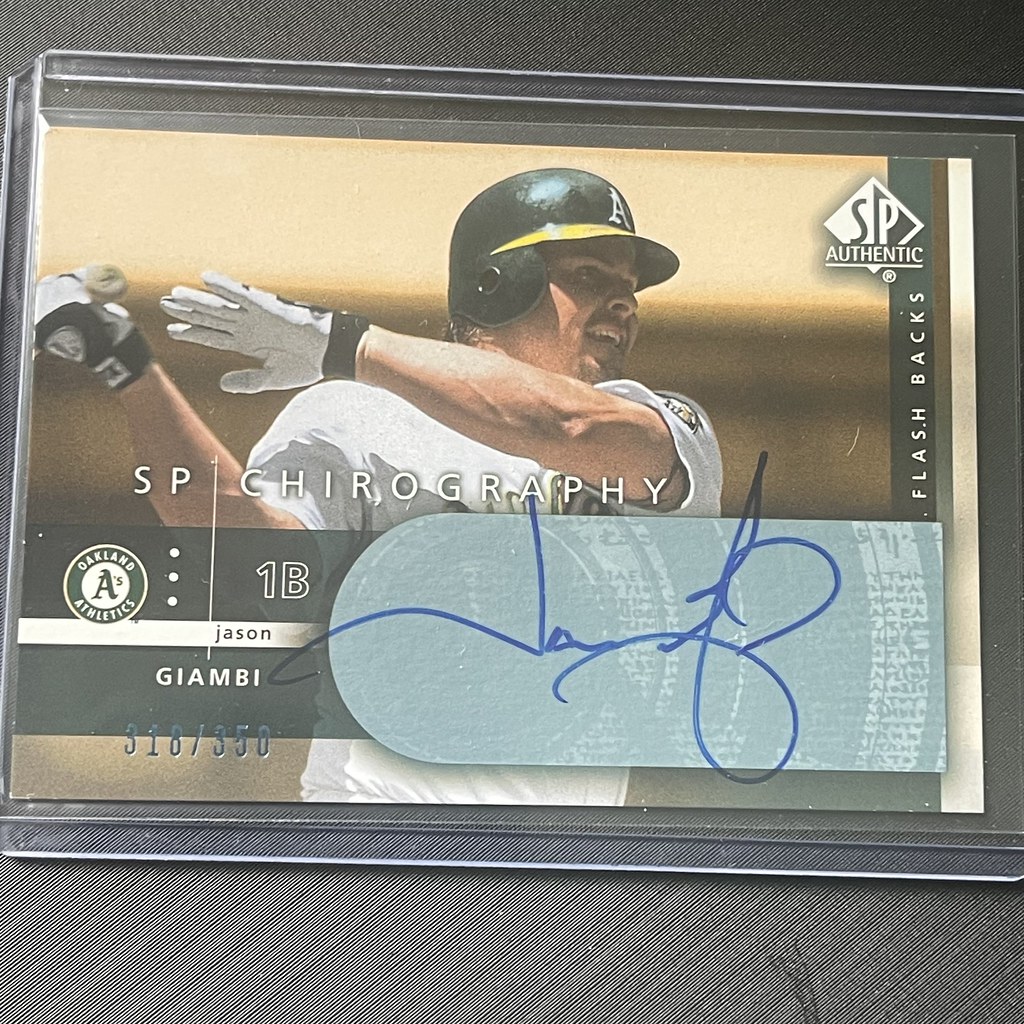 A
SP
AUTHENTIC
®
FLASH BACKS
SP CHIROGRAPHY
OAKLAND
A's
ATHLETICS
1B
jason
GIAMBI
318/350